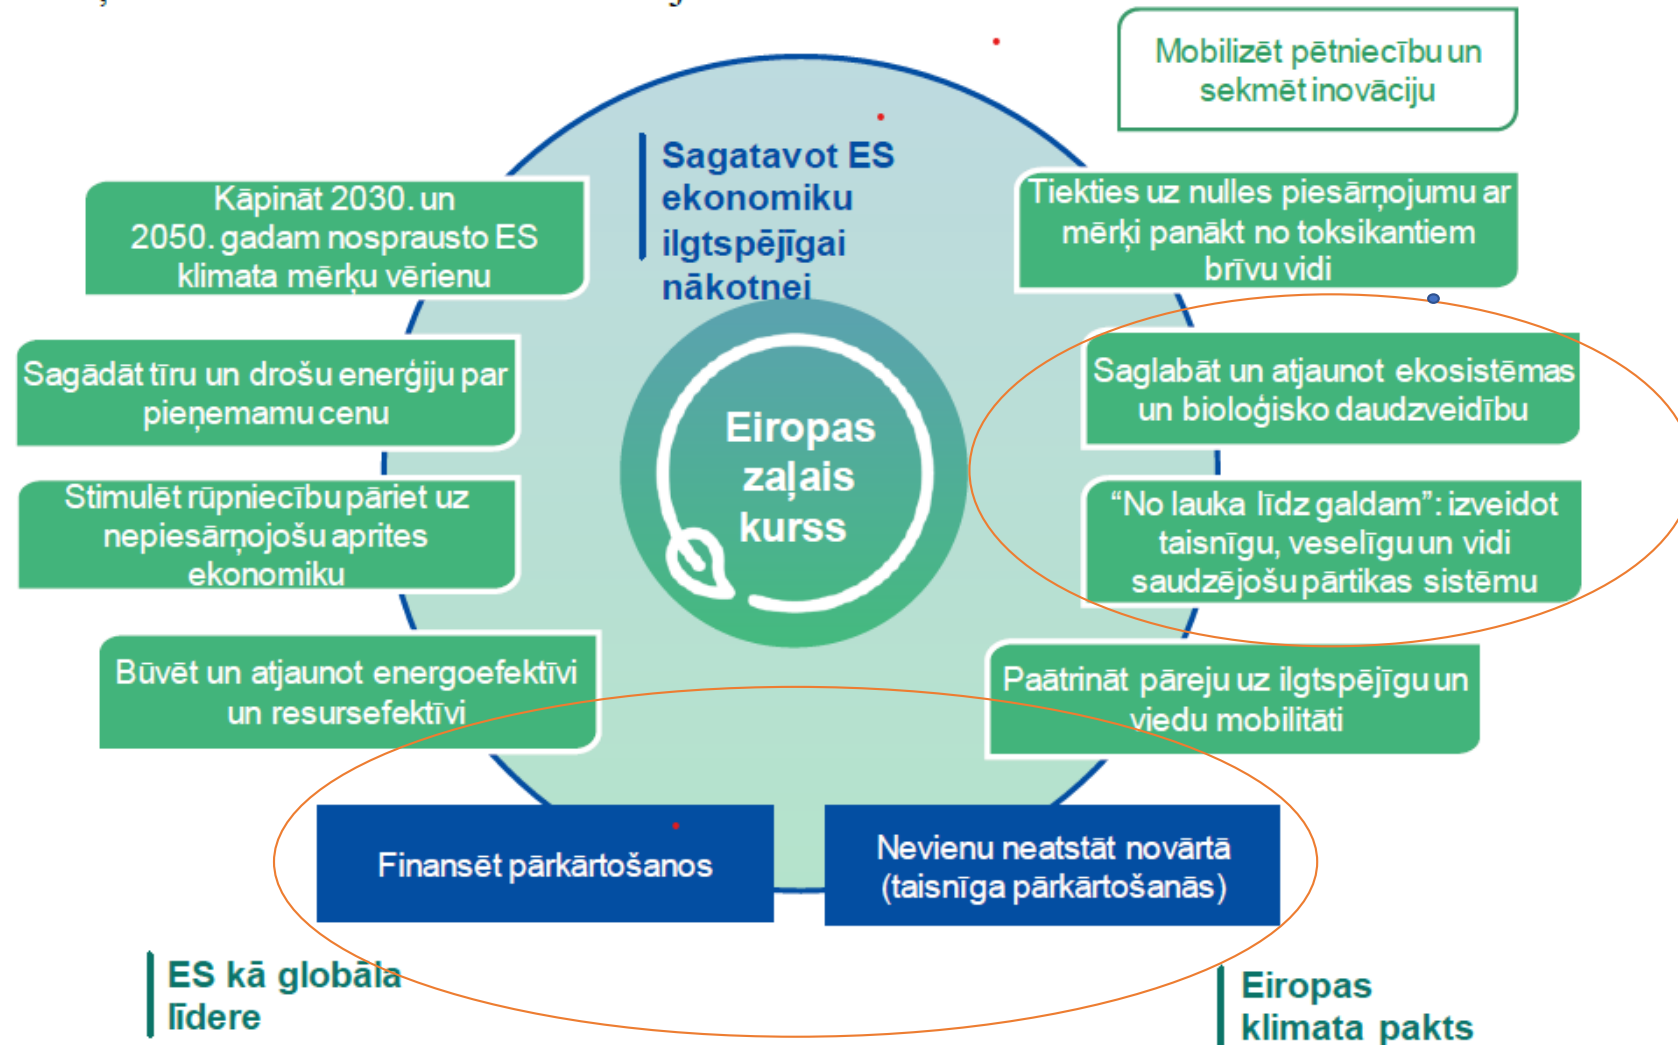 Mobilizēt pētniecību un
sekmēt inovāciju
Sagatavot ES
ekonomiku
ilgtspējīgai
nākotnei
Kāpināt 2030. un
2050. gadam nosprausto ES
klimata mērķu vērienu
Tiekties uz nulles piesārņojumu ar
mērķi panākt no toksikantiem
brīvu vidi
Sagādāt tīru un drošu enerģiju par
pieņemamu cenu
Saglabāt un atjaunot ekosistēmas
un bioloģisko daudzveidību
Eiropas
zaļais
kurss
Stimulēt rūpniecību pāriet uz
nepiesārņojošu aprites
ekonomiku
“No lauka līdz galdam”: izveidot
taisnīgu, veselīgu un vidi
saudzējošu pārtikas sistēmu
Būvēt un atjaunot energoefektīvi
un resursefektīvi
Paātrināt pāreju uz ilgtspējīgu un
viedu mobilitāti
Finansēt pārkārtošanos
Nevienu neatstāt novārtā
(taisnīga pārkārtošanās)
ES kā globāla
līdere
Eiropas
klimata pakts